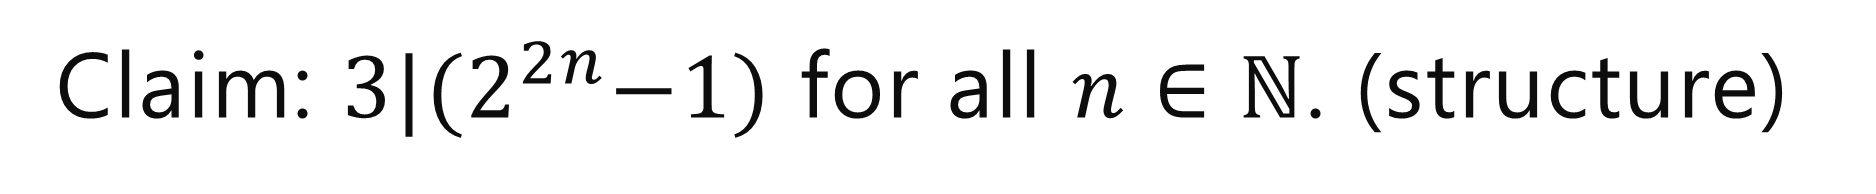 Claim: 3|(2^{2n}−1) for all n ∈ ℕ. (structure)